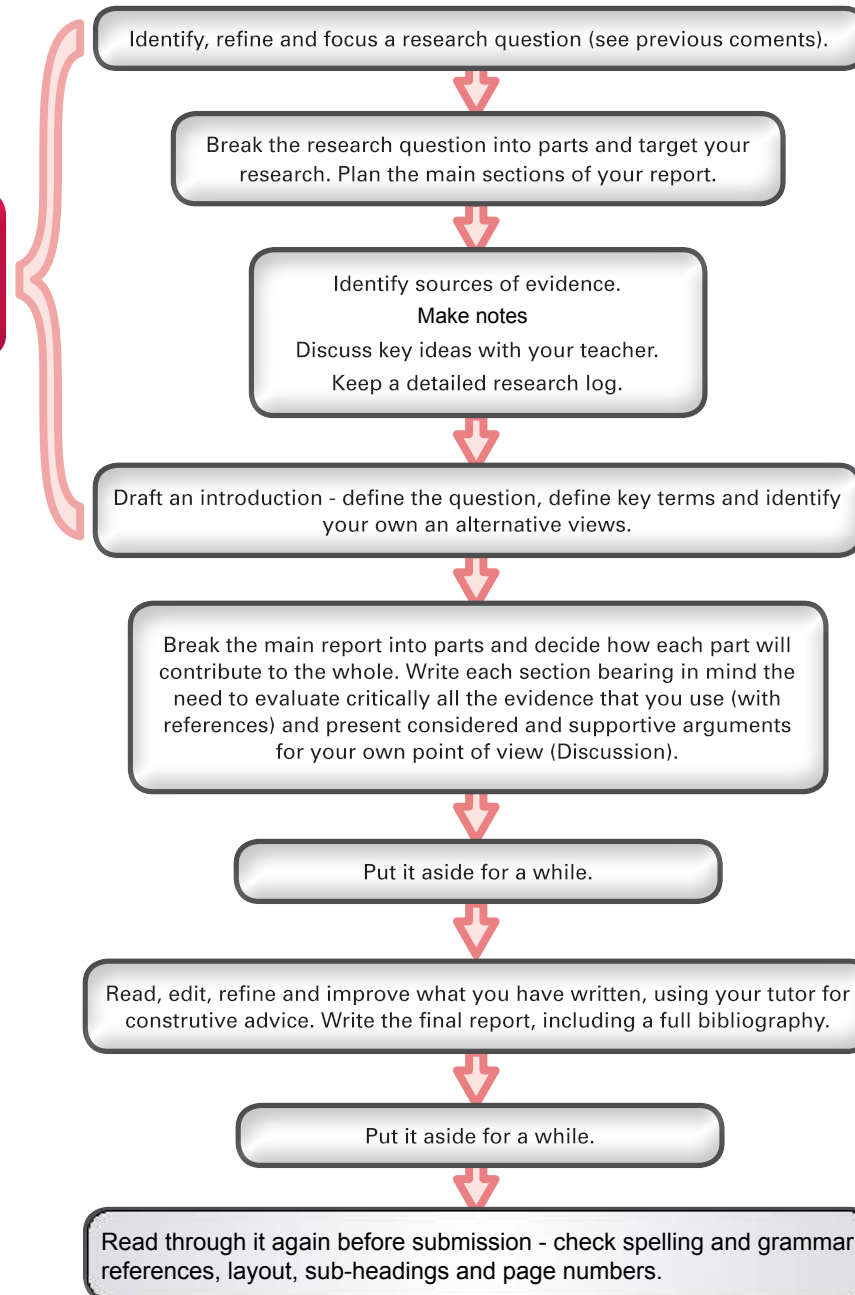 Identify, refine and focus a research question (see previous coments).
Break the research question into parts and target your
research. Plan the main sections of your report.
Identify sources of evidence.
Make notes
Discuss key ideas with your teacher.
Keep a detailed research log.
Draft an introduction - define the question, define key terms and identify
your own an alternative views.
Break the main report into parts and decide how each part will
contribute to the whole. Write each section bearing in mind the
need to evaluate critically all the evidence that you use (with
references) and present considered and supportive arguments
for your own point of view (Discussion).
Put it aside for a while.
Read, edit, refine and improve what you have written, using your tutor for
construtive advice. Write the final report, including a full bibliography.
Put it aside for a while.
Read through it again before submission - check spelling and grammar
references, layout, sub-headings and page numbers.